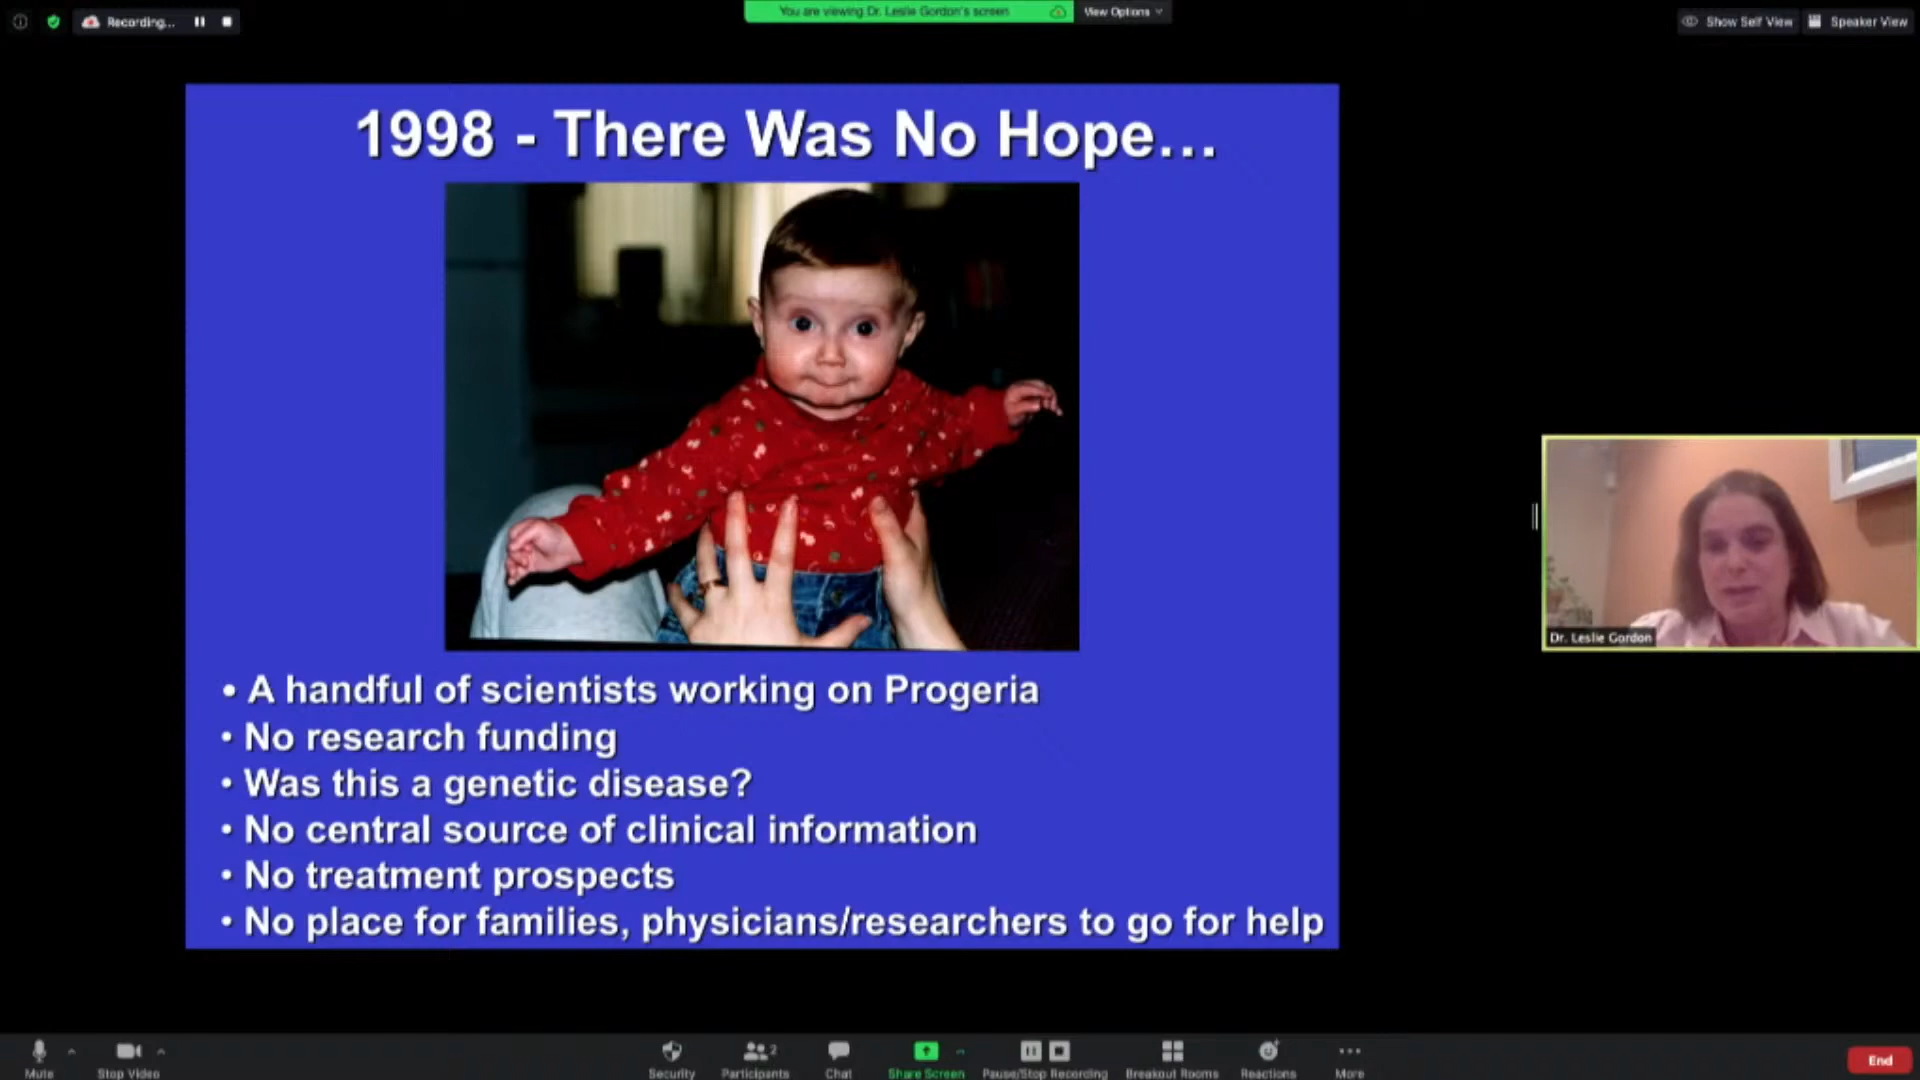 Recording...
You are viewing Dr. Leslie Gordon's screen
View Options
Show Self View
Speaker View
1998 - There Was No Hope...
• A handful of scientists working on Progeria
• No research funding
• Was this a genetic disease?
• No central source of clinical information
• No treatment prospects
• No place for families, physicians/researchers to go for help
Dr. Leslie Gordon
Mute
Stop Video
Security
Participants
2
Chat
Share Screen
Pause/Stop Recording
Breakout Rooms
Reactions
More
End